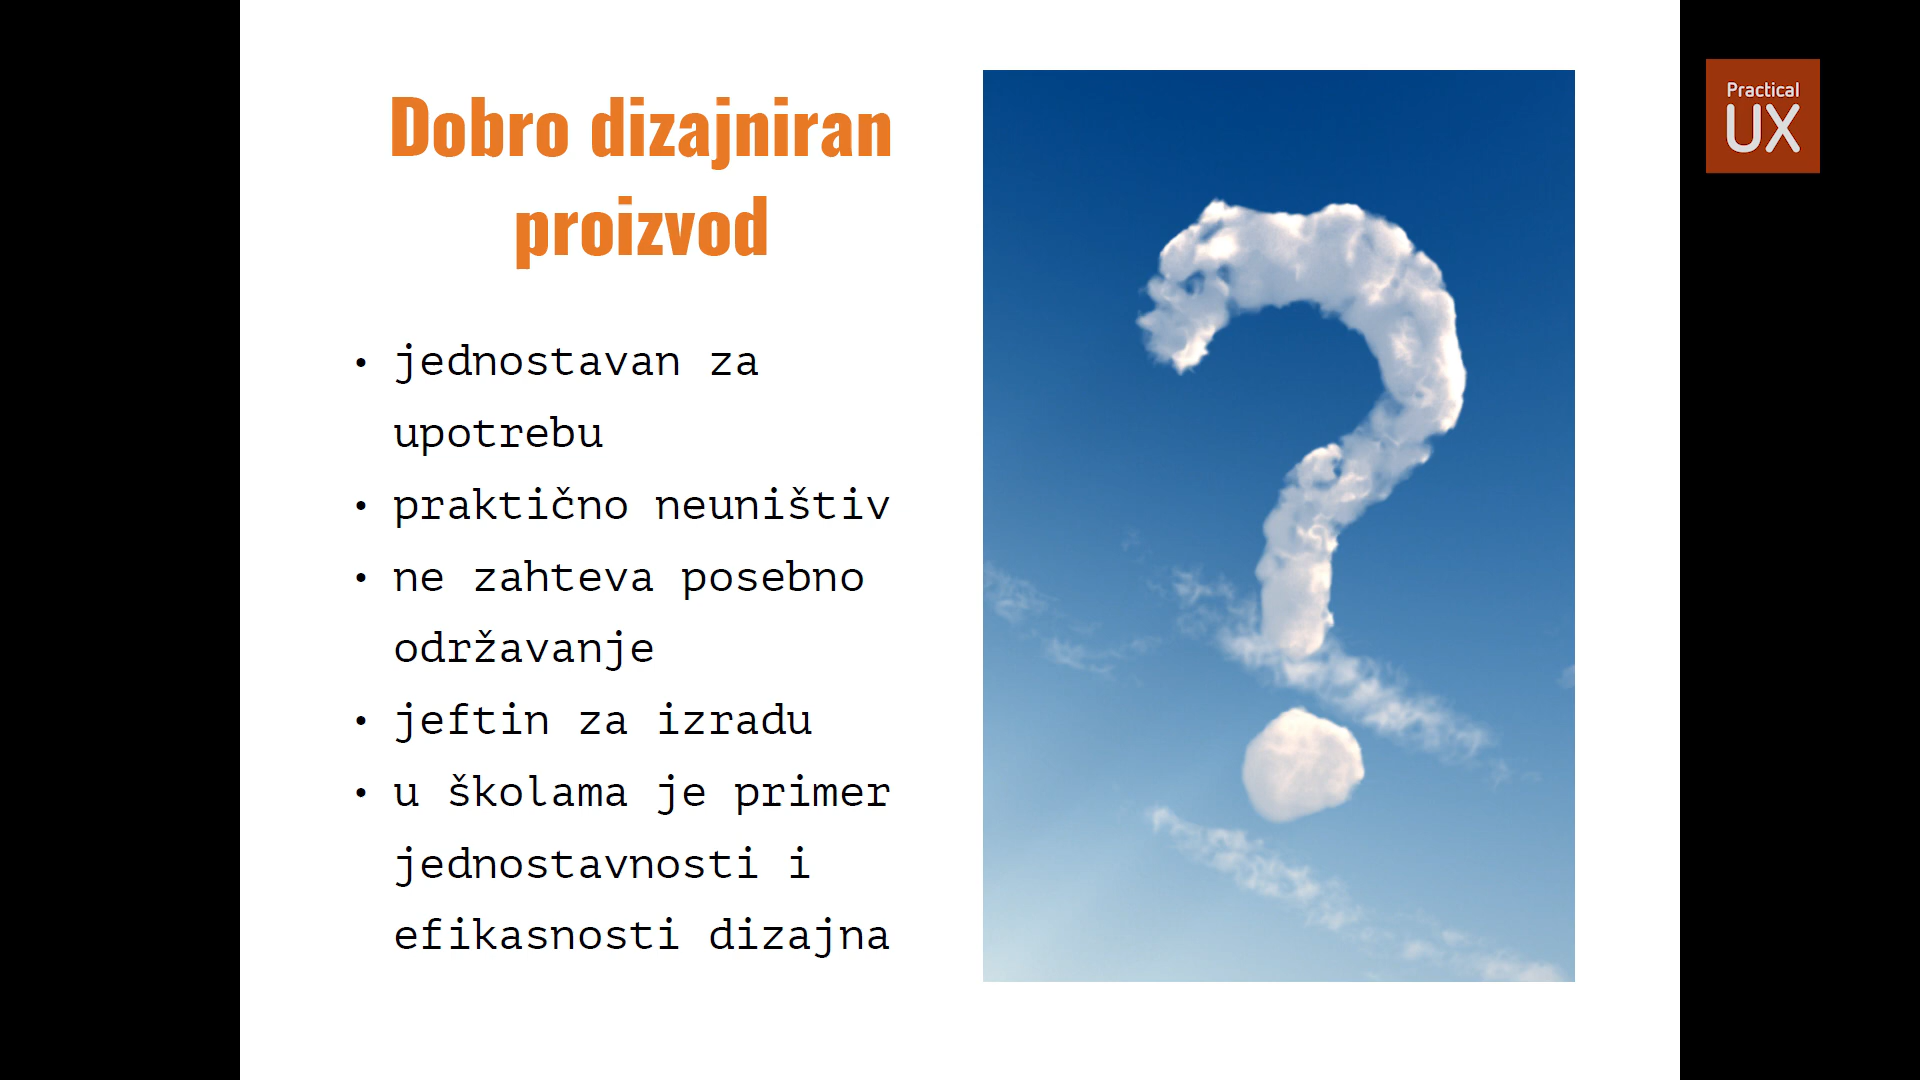 Dobro dizajniran
proizvod
• jednostavan za
upotrebu
• praktično neuništiv
• ne zahteva posebno
održavanje
• jeftin za izradu
• u školama je primer
jednostavnosti i
efikasnosti dizajna
Practical
UX